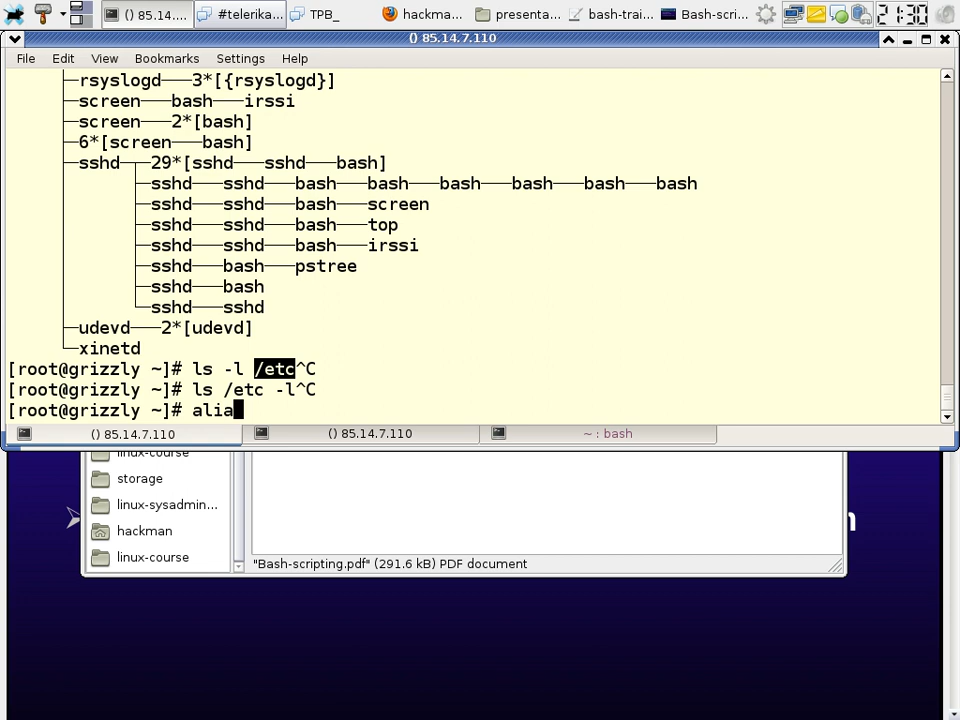 () 85.14....
#telerika...
TPB_
hackma...
presenta...
bash-trai...
Bash-scri...
21:30
() 85.14.7.110
File Edit View Bookmarks Settings Help
├─rsyslogd───3*[{rsyslogd}]
├─screen───bash───irssi
├─screen───2*[bash]
├─6*[screen───bash]
├─sshd─┬─29*[sshd───sshd───bash]
├─sshd───sshd───bash───bash───bash───bash───bash───bash
├─sshd───sshd───bash───screen
├─sshd───sshd───bash───top
├─sshd───sshd───bash───irssi
├─sshd───bash───pstree
├─sshd───bash
└─sshd───sshd
├─udevd───2*[udevd]
└─xinetd
[root@grizzly ~]# ls -l /etc^C
[root@grizzly ~]# ls /etc -l^C
[root@grizzly ~]# alia
() 85.14.7.110
() 85.14.7.110
~ : bash
linux-course
storage
linux-sysadmin...
hackman
linux-course
"Bash-scripting.pdf" (291.6 kB) PDF document